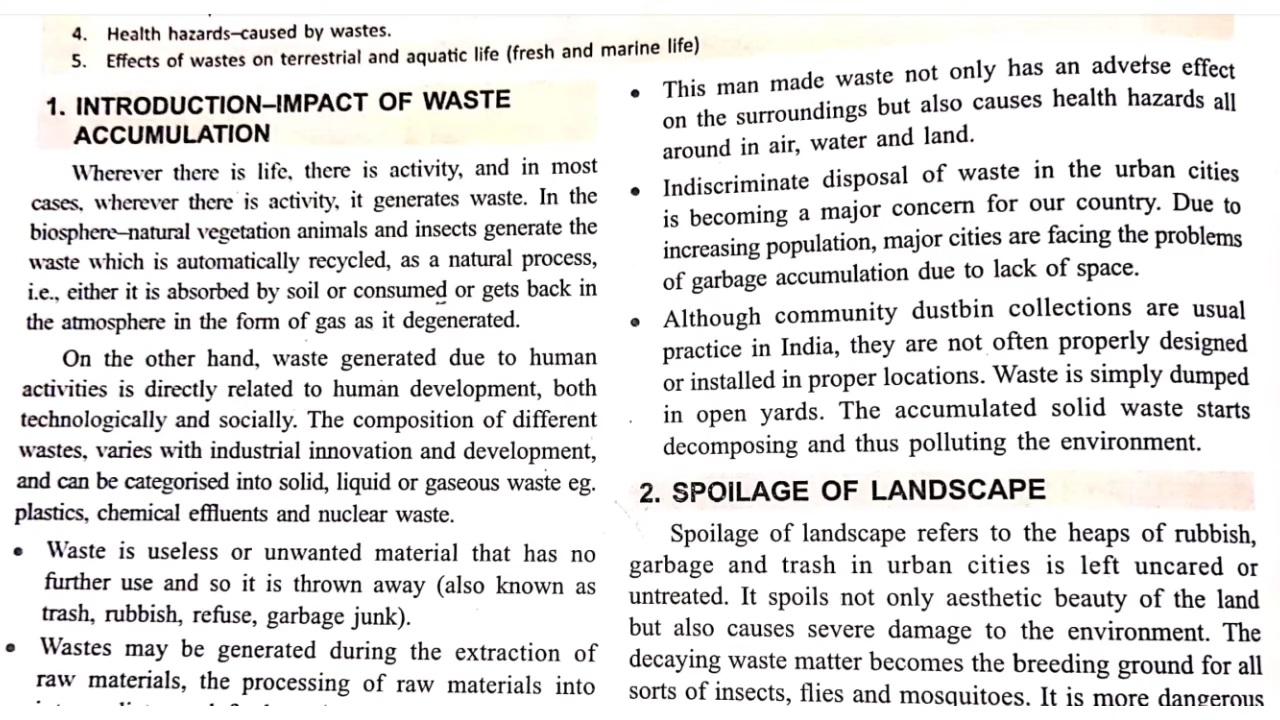 4. Health hazards–caused by wastes.
5. Effects of wastes on terrestrial and aquatic life (fresh and marine life)
1. INTRODUCTION–IMPACT OF WASTE
ACCUMULATION
Wherever there is life, there is activity, and in most
cases, wherever there is activity, it generates waste. In the
biosphere–natural vegetation animals and insects generate the
waste which is automatically recycled, as a natural process,
i.e., either it is absorbed by soil or consumed or gets back in
the atmosphere in the form of gas as it degenerated.
On the other hand, waste generated due to human
activities is directly related to human development, both
technologically and socially. The composition of different
wastes, varies with industrial innovation and development,
and can be categorised into solid, liquid or gaseous waste eg.
plastics, chemical effluents and nuclear waste.
• Waste is useless or unwanted material that has no
further use and so it is thrown away (also known as
trash, rubbish, refuse, garbage junk).
• Wastes may be generated during the extraction of
raw materials, the processing of raw materials into
• This man made waste not only has an adverse effect
on the surroundings but also causes health hazards all
around in air, water and land.
• Indiscriminate disposal of waste in the urban cities
is becoming a major concern for our country. Due to
increasing population, major cities are facing the problems
of garbage accumulation due to lack of space.
• Although community dustbin collections are usual
practice in India, they are not often properly designed
or installed in proper locations. Waste is simply dumped
in open yards. The accumulated solid waste starts
decomposing and thus polluting the environment.
2. SPOILAGE OF LANDSCAPE
Spoilage of landscape refers to the heaps of rubbish,
garbage and trash in urban cities is left uncared or
untreated. It spoils not only aesthetic beauty of the land
but also causes severe damage to the environment. The
decaying waste matter becomes the breeding ground for all
sorts of insects, flies and mosquitoes. It is more dangerous